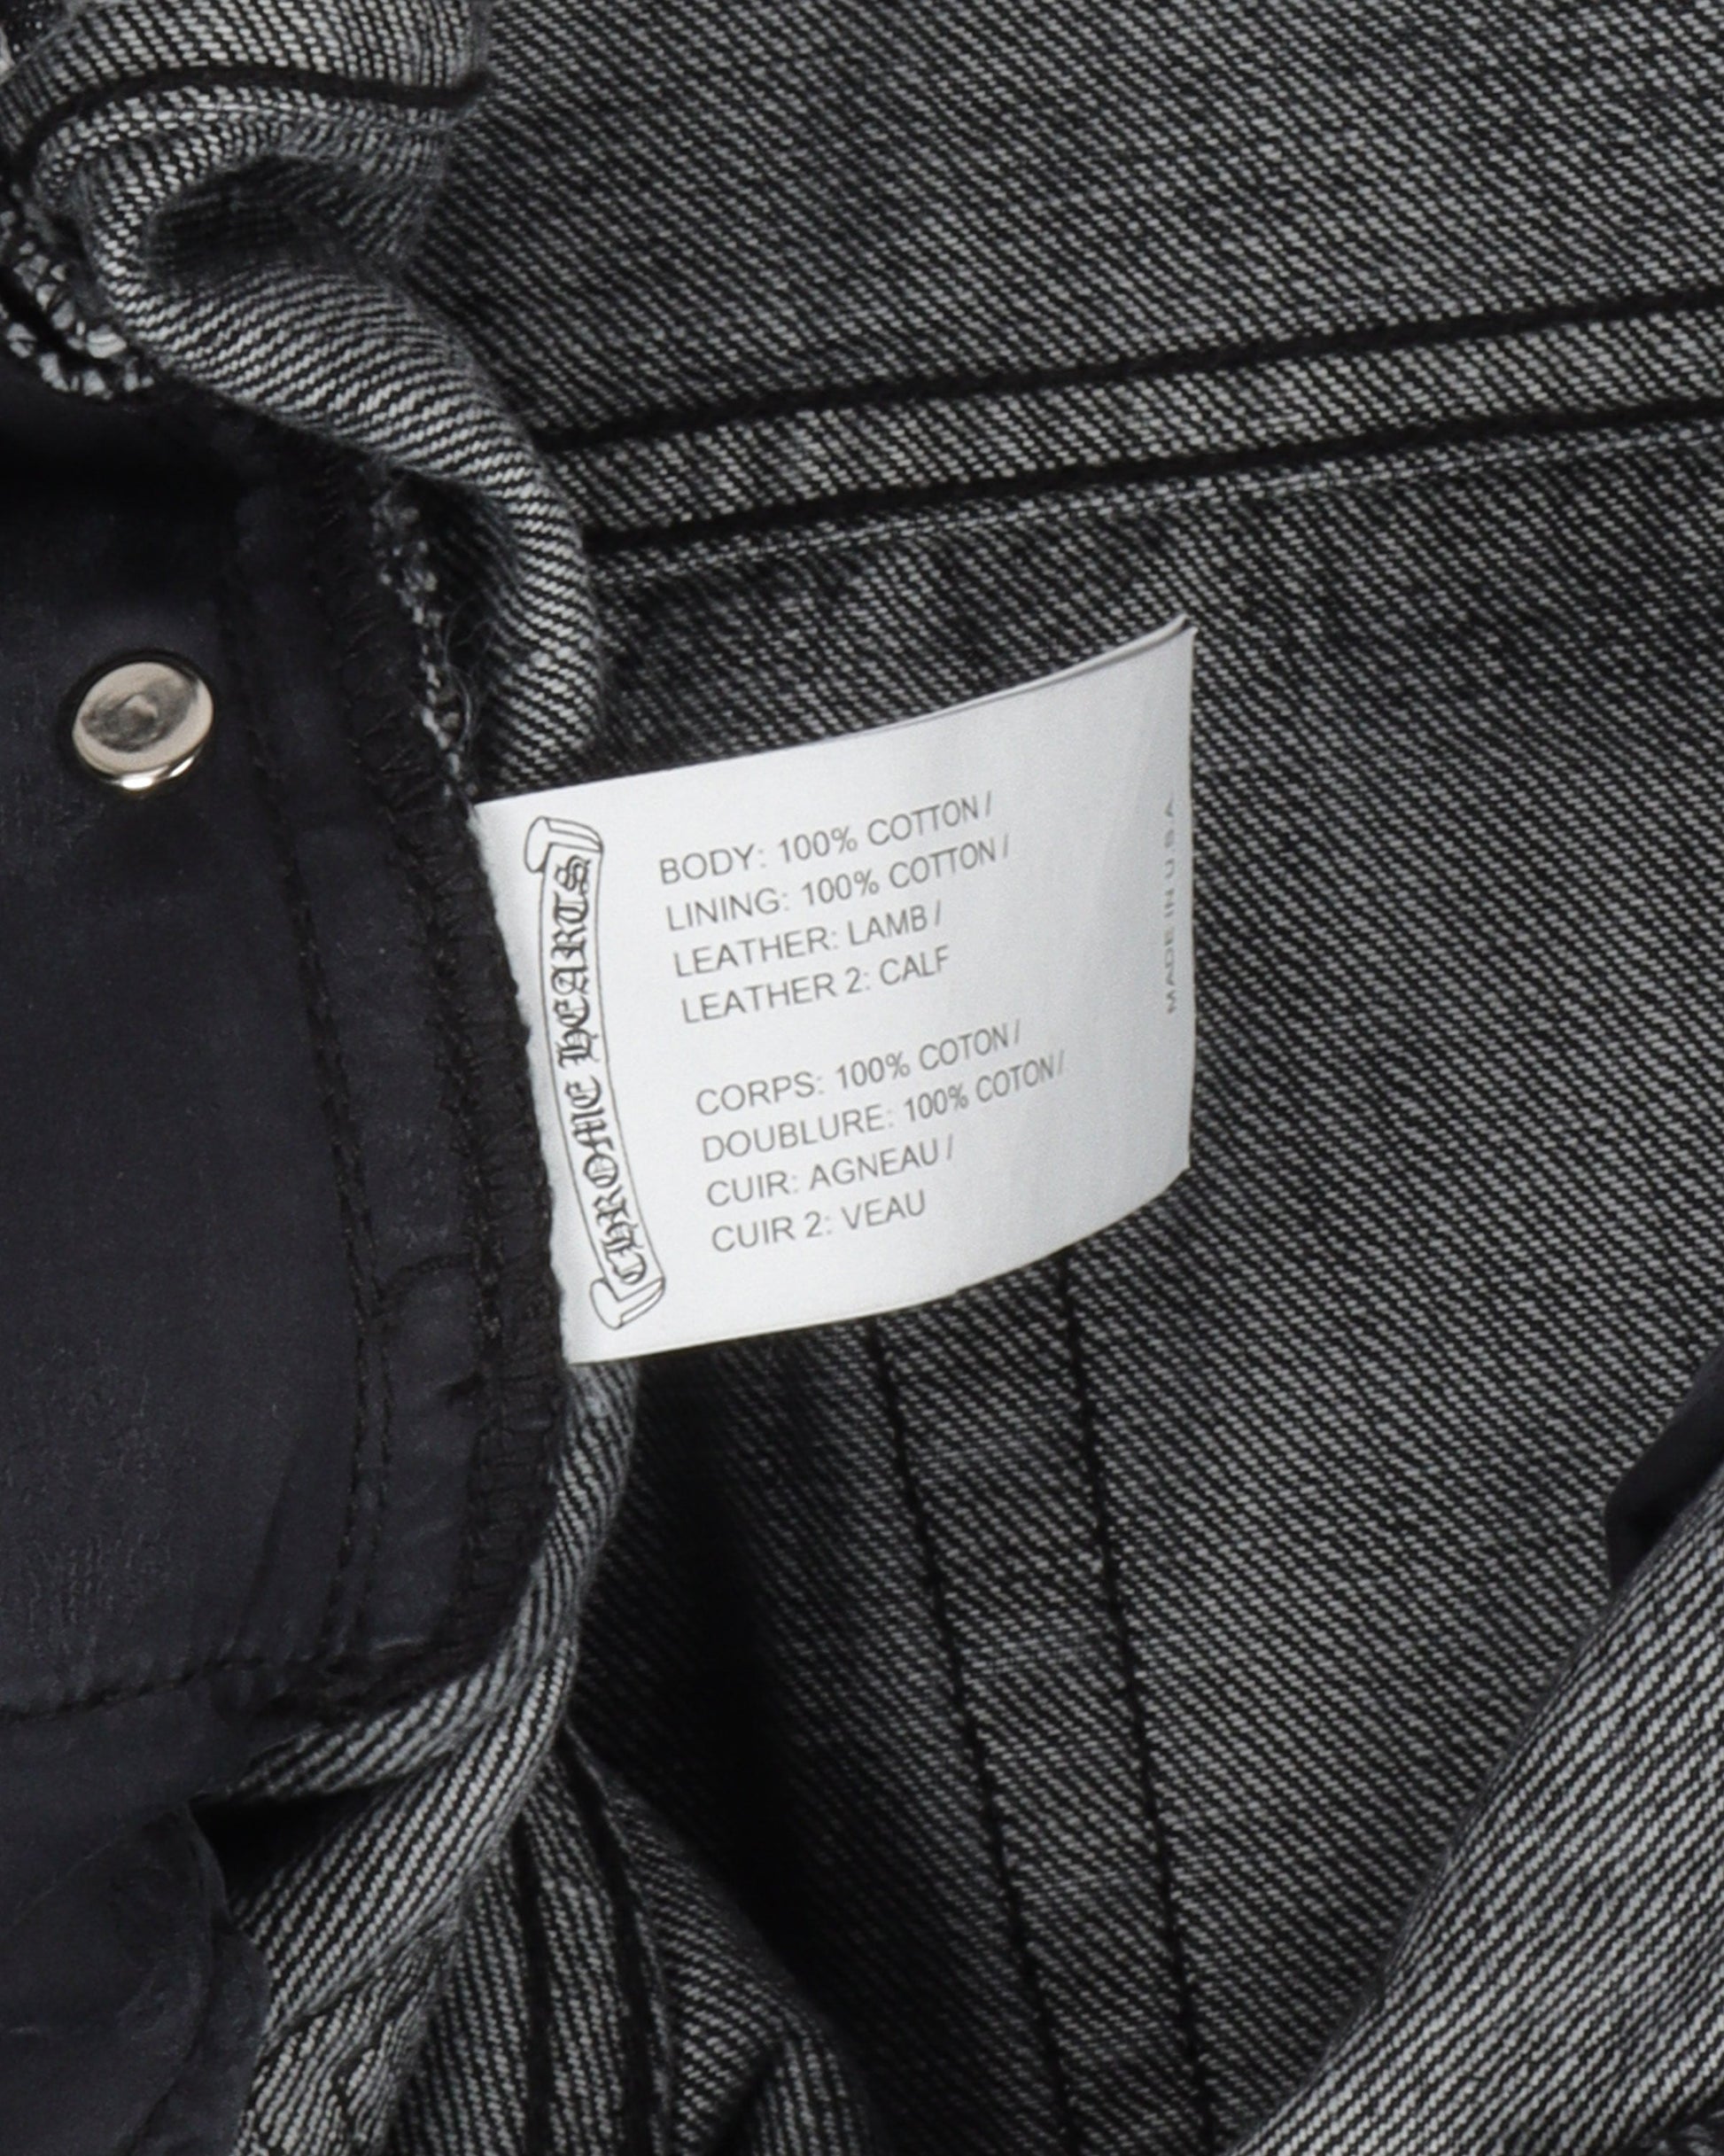 CHROME HEARTS
BODY: 100% COTTON /
LINING: 100% COTTON /
LEATHER: LAMB /
LEATHER 2: CALF
CORPS: 100% COTON /
DOUBLURE: 100% COTON /
CUIR: AGNEAU /
CUIR 2: VEAU
MADE IN U.S.A.